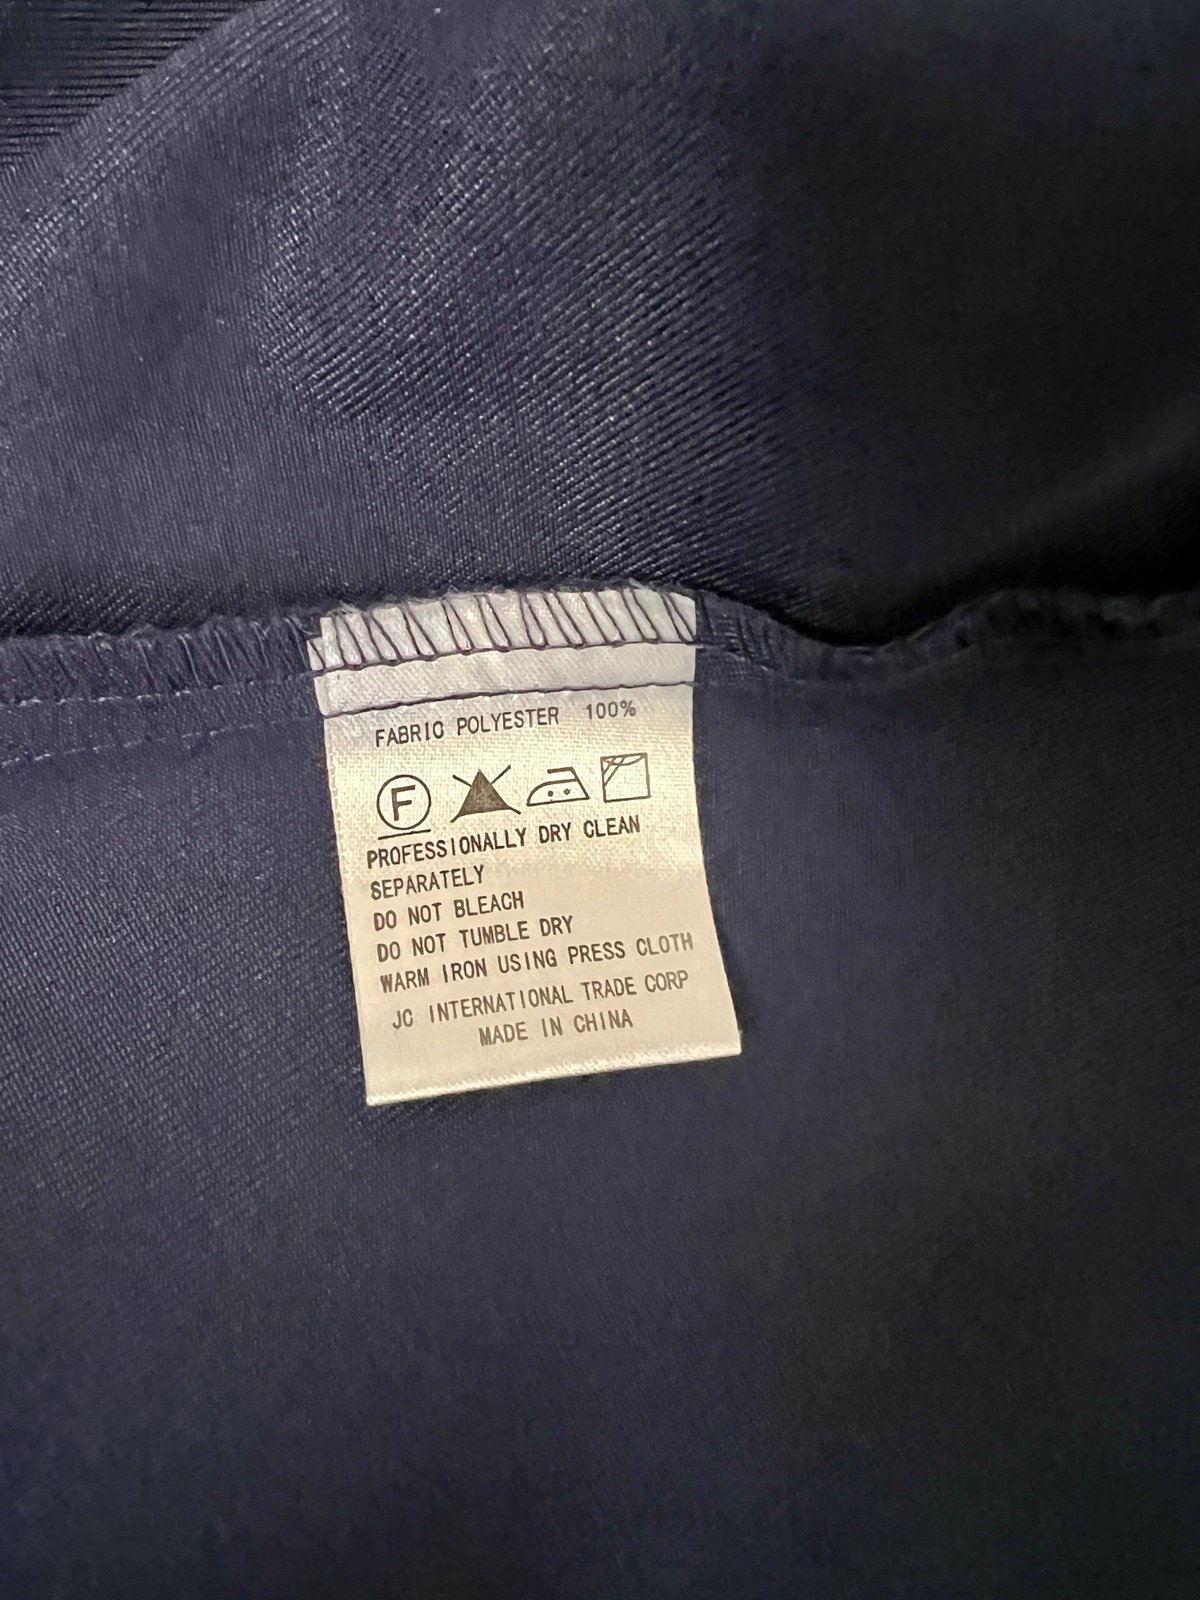 FABRIC POLYESTER 100%
F
PROFESSIONALLY DRY CLEAN
SEPARATELY
DO NOT BLEACH
DO NOT TUMBLE DRY
WARM IRON USING PRESS CLOTH
JC INTERNATIONAL TRADE CORP
MADE IN CHINA